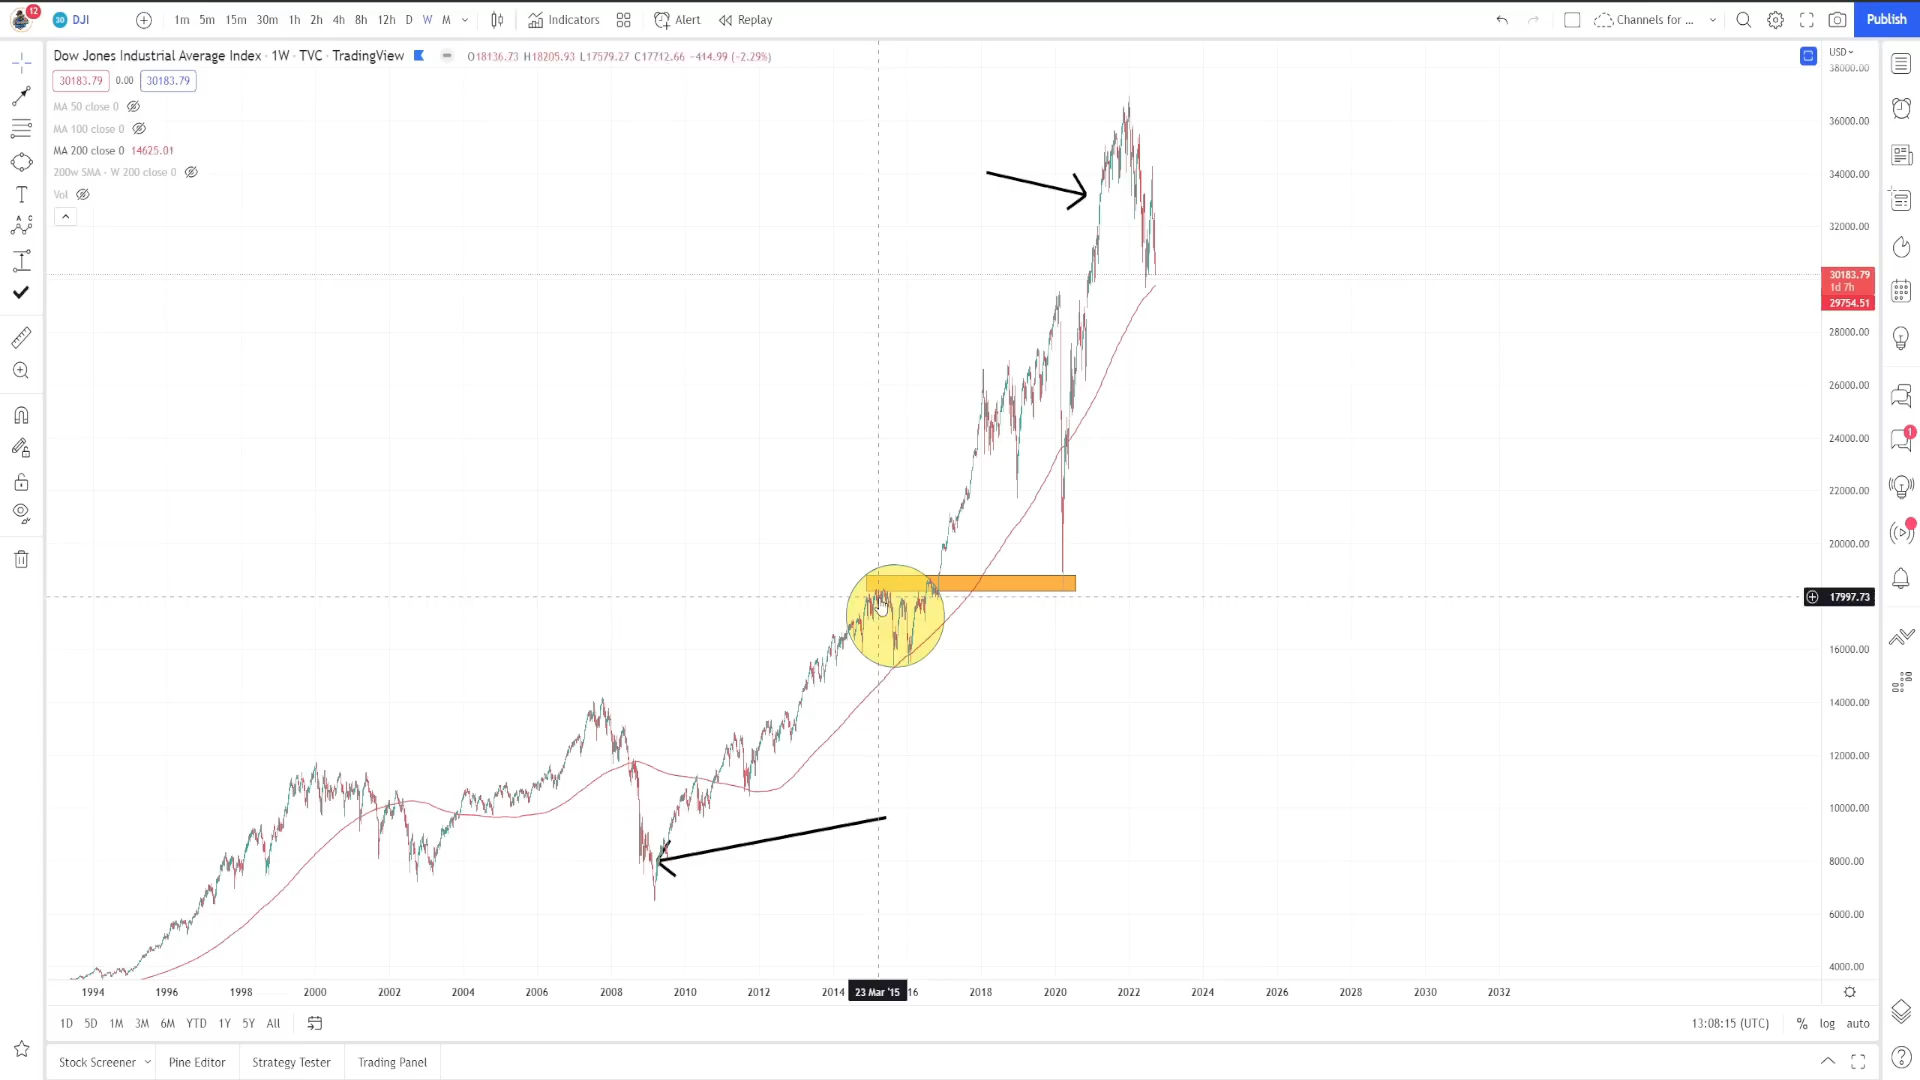 12
30 DJI 1m 5m 15m 30m 1h 2h 4h 8h 12h D W M Indicators Alert Replay Channels for ... Publish
Dow Jones Industrial Average Index · 1W · TVC · TradingView O18136.73 H18205.93 L17579.27 C17712.66 −414.99 (−2.29%)
USD
30183.79 0.00 30183.79
MA 50 close 0
MA 100 close 0
MA 200 close 0 14625.01
200w SMA - W 200 close 0
Vol
38000.00
36000.00
34000.00
32000.00
30183.79
1d 7h
29754.51
28000.00
26000.00
24000.00
1
22000.00
20000.00
17997.73
16000.00
14000.00
12000.00
10000.00
8000.00
6000.00
4000.00
1994 1996 1998 2000 2002 2004 2006 2008 2010 2012 2014 23 Mar '15 16 2018 2020 2022 2024 2026 2028 2030 2032
1D 5D 1M 3M 6M YTD 1Y 5Y All 13:08:15 (UTC) % log auto
Stock Screener Pine Editor Strategy Tester Trading Panel